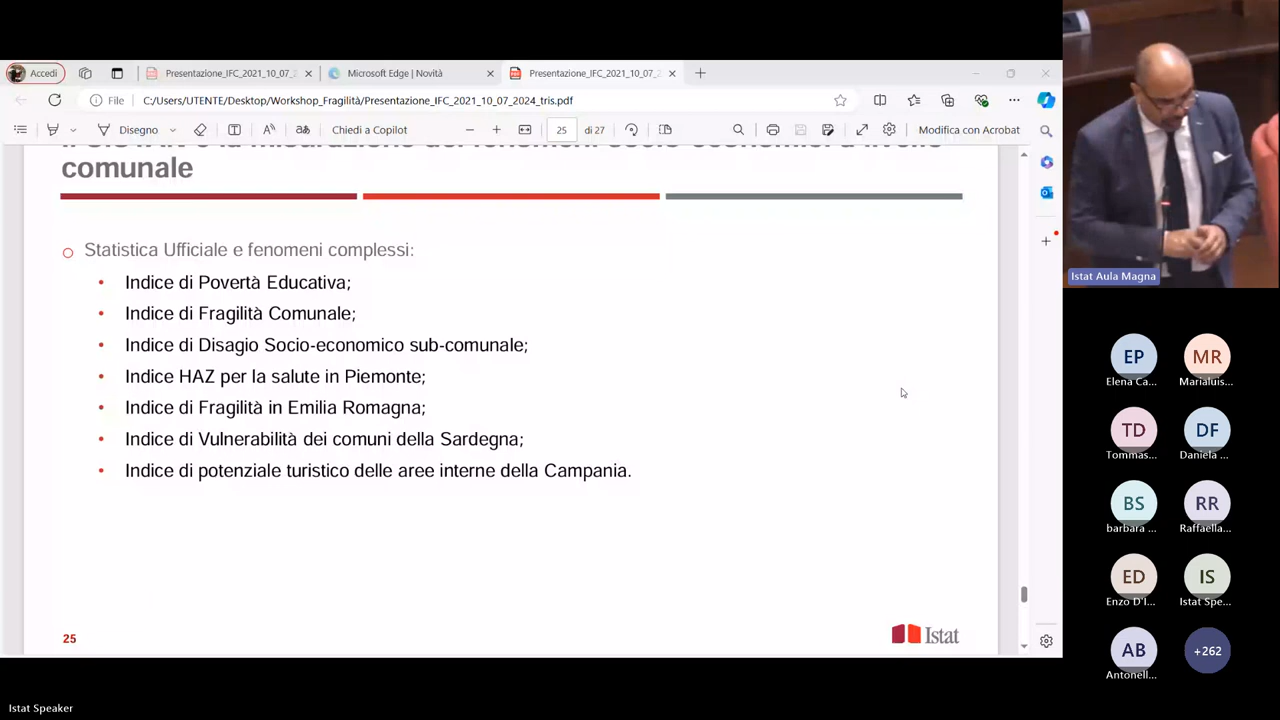 Accedi
Presentazione_IFC_2021_10_07_2
Microsoft Edge | Novità
Presentazione_IFC_2021_10_07_2
File
C:/Users/UTENTE/Desktop/Workshop_Fragilità/Presentazione_IFC_2021_10_07_2024_tris.pdf
Disegno
Chiedi a Copilot
25
di 27
Modifica con Acrobat
comunale
Statistica Ufficiale e fenomeni complessi:
• Indice di Povertà Educativa;
• Indice di Fragilità Comunale;
• Indice di Disagio Socio-economico sub-comunale;
• Indice HAZ per la salute in Piemonte;
• Indice di Fragilità in Emilia Romagna;
• Indice di Vulnerabilità dei comuni della Sardegna;
• Indice di potenziale turistico delle aree interne della Campania.
25
Istat
Istat Aula Magna
EP
Elena Ca...
MR
Marialuis...
TD
Tommas...
DF
Daniela ...
BS
barbara ...
RR
Raffaella...
ED
Enzo D'I...
IS
Istat Spe...
AB
Antonell...
+262
Istat Speaker